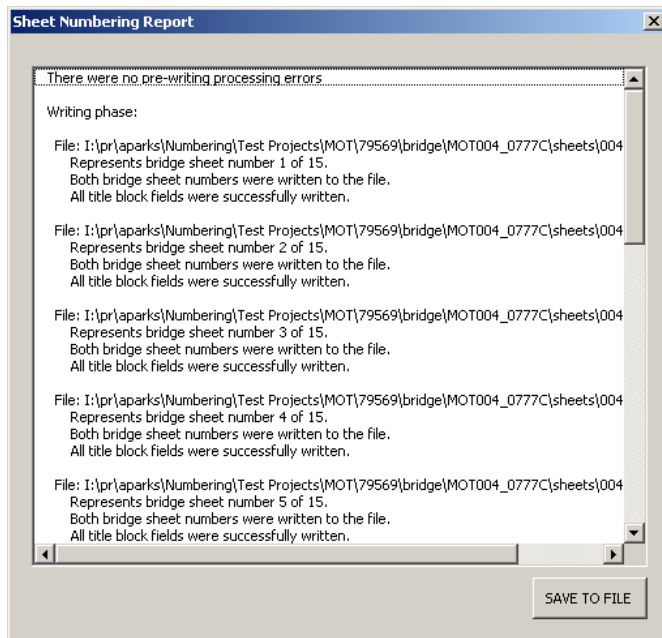 Sheet Numbering Report
There were no pre-writing processing errors
Writing phase:
File: I:\pr\aparks\Numbering\Test Projects\MOT\79569\bridge\MOT004_0777C\sheets\004
Represents bridge sheet number 1 of 15.
Both bridge sheet numbers were written to the file.
All title block fields were successfully written.
File: I:\pr\aparks\Numbering\Test Projects\MOT\79569\bridge\MOT004_0777C\sheets\004
Represents bridge sheet number 2 of 15.
Both bridge sheet numbers were written to the file.
All title block fields were successfully written.
File: I:\pr\aparks\Numbering\Test Projects\MOT\79569\bridge\MOT004_0777C\sheets\004
Represents bridge sheet number 3 of 15.
Both bridge sheet numbers were written to the file.
All title block fields were successfully written.
File: I:\pr\aparks\Numbering\Test Projects\MOT\79569\bridge\MOT004_0777C\sheets\004
Represents bridge sheet number 4 of 15.
Both bridge sheet numbers were written to the file.
All title block fields were successfully written.
File: I:\pr\aparks\Numbering\Test Projects\MOT\79569\bridge\MOT004_0777C\sheets\004
Represents bridge sheet number 5 of 15.
Both bridge sheet numbers were written to the file.
All title block fields were successfully written.
SAVE TO FILE